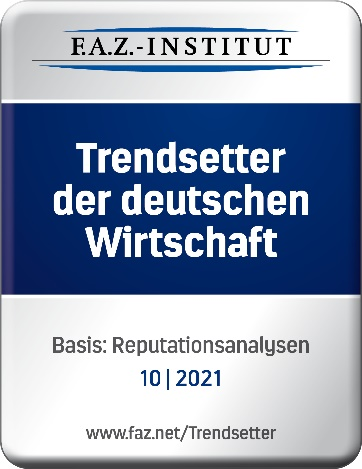 F.A.Z.-INSTITUT
Trendsetter
der deutschen
Wirtschaft
Basis: Reputationsanalysen
10 | 2021
www.faz.net/Trendsetter